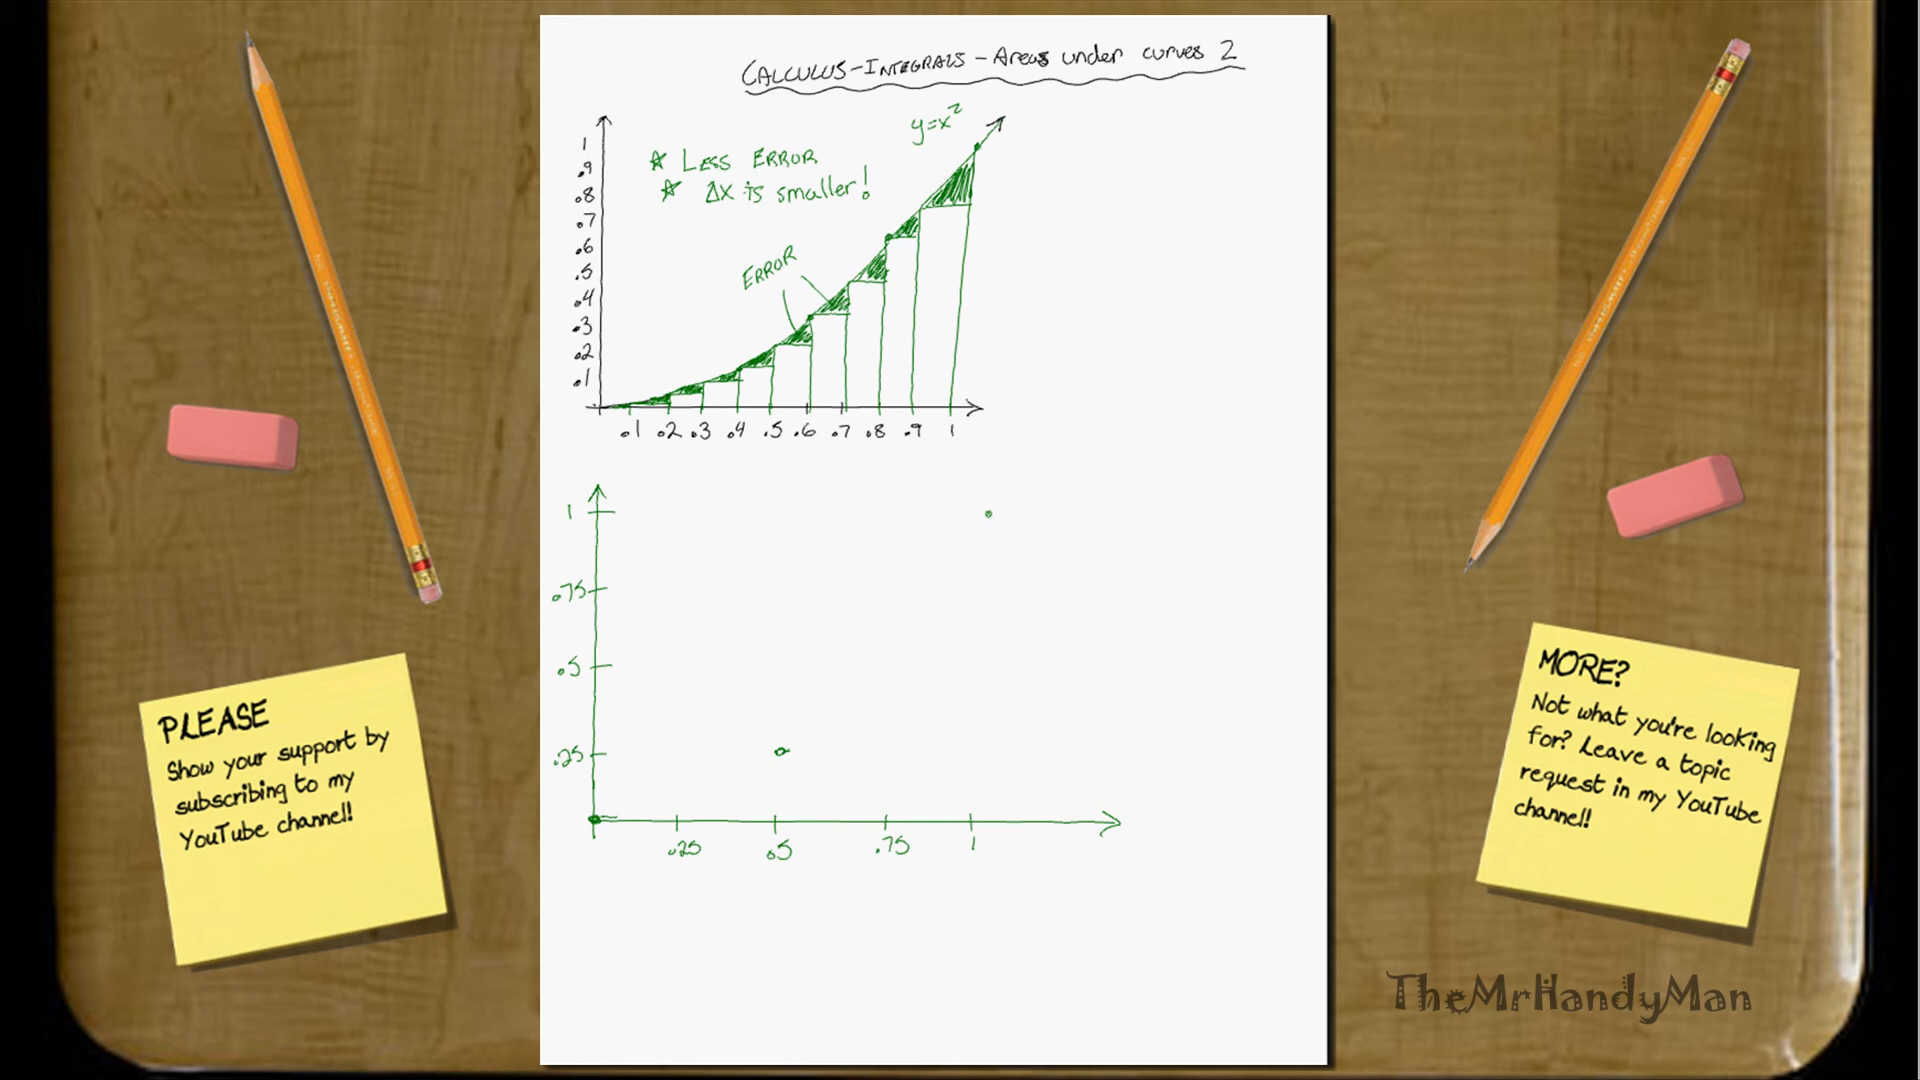 CALCULUS-INTEGRALS - Areas under curves 2
y=x²
1
.9
.8
.7
.6
.5
.4
.3
.2
.1
☆ LESS ERROR
☆ Δx is smaller!
ERROR
.1 .2 .3 .4 .5 .6 .7 .8 .9 1
1
.75
.5
.25
.25 .5 .75 1
PLEASE
Show your support by
subscribing to my
YouTube channel!
MORE?
Not what you're looking
for? Leave a topic
request in my YouTube
channel!
TheMrHandyMan